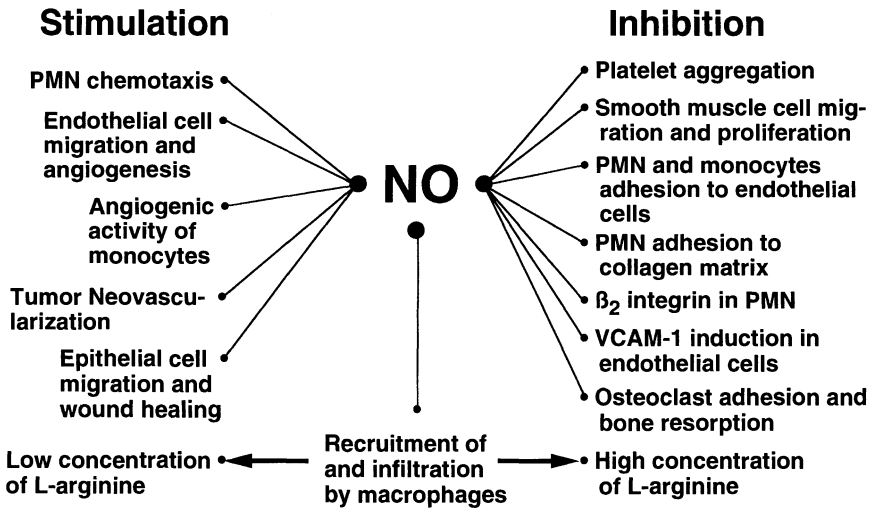 Stimulation
PMN chemotaxis
Endothelial cell
migration and
angiogenesis
Angiogenic
activity of
monocytes
Tumor Neovascu-
larization
Epithelial cell
migration and
wound healing
Low concentration
of L-arginine
NO
Recruitment of
and infiltration
by macrophages
Inhibition
Platelet aggregation
Smooth muscle cell mig-
ration and proliferation
PMN and monocytes
adhesion to endothelial
cells
PMN adhesion to
collagen matrix
ß2 integrin in PMN
VCAM-1 induction in
endothelial cells
Osteoclast adhesion and
bone resorption
High concentration
of L-arginine